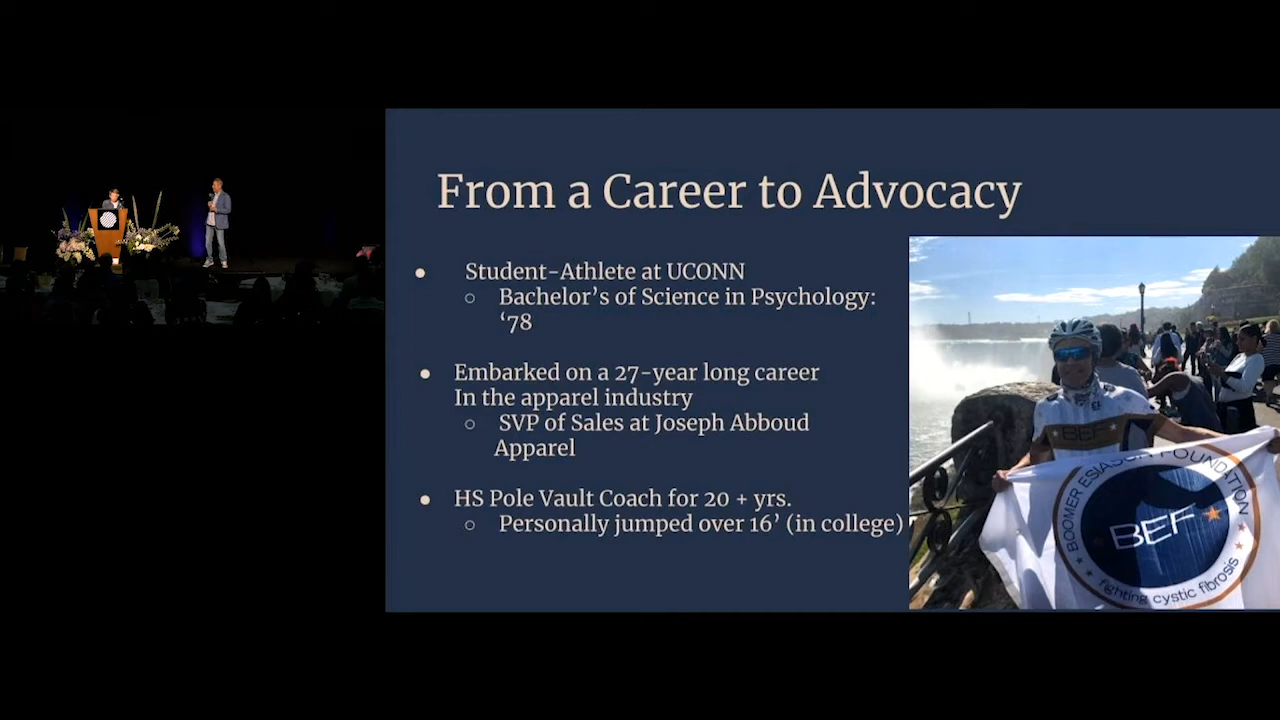 From a Career to Advocacy
● Student-Athlete at UCONN
○ Bachelor's of Science in Psychology:
‘78
● Embarked on a 27-year long career
In the apparel industry
○ SVP of Sales at Joseph Abboud
Apparel
● HS Pole Vault Coach for 20 + yrs.
○ Personally jumped over 16’ (in college)
BEF
BOOMER ESIASON FOUNDATION
BEF
fighting cystic fibrosis